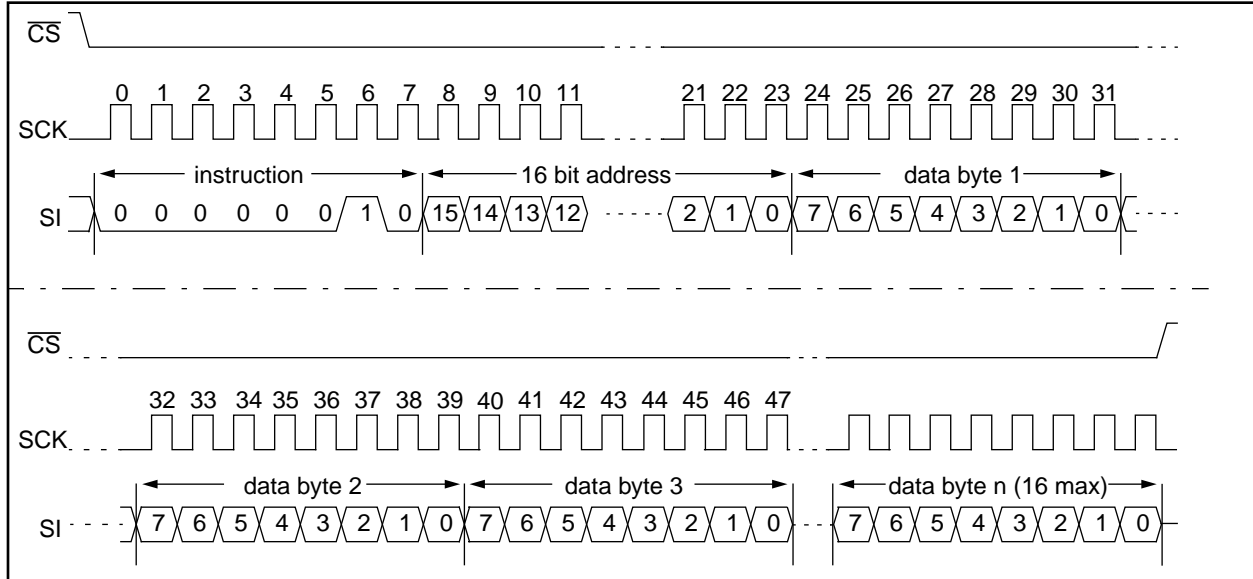 CS
0 1 2 3 4 5 6 7 8 9 10 11 21 22 23 24 25 26 27 28 29 30 31
SCK
instruction 16 bit address data byte 1
SI 0 0 0 0 0 0 1 0 15 14 13 12 2 1 0 7 6 5 4 3 2 1 0
CS
32 33 34 35 36 37 38 39 40 41 42 43 44 45 46 47
SCK
data byte 2 data byte 3 data byte n (16 max)
SI 7 6 5 4 3 2 1 0 7 6 5 4 3 2 1 0 7 6 5 4 3 2 1 0